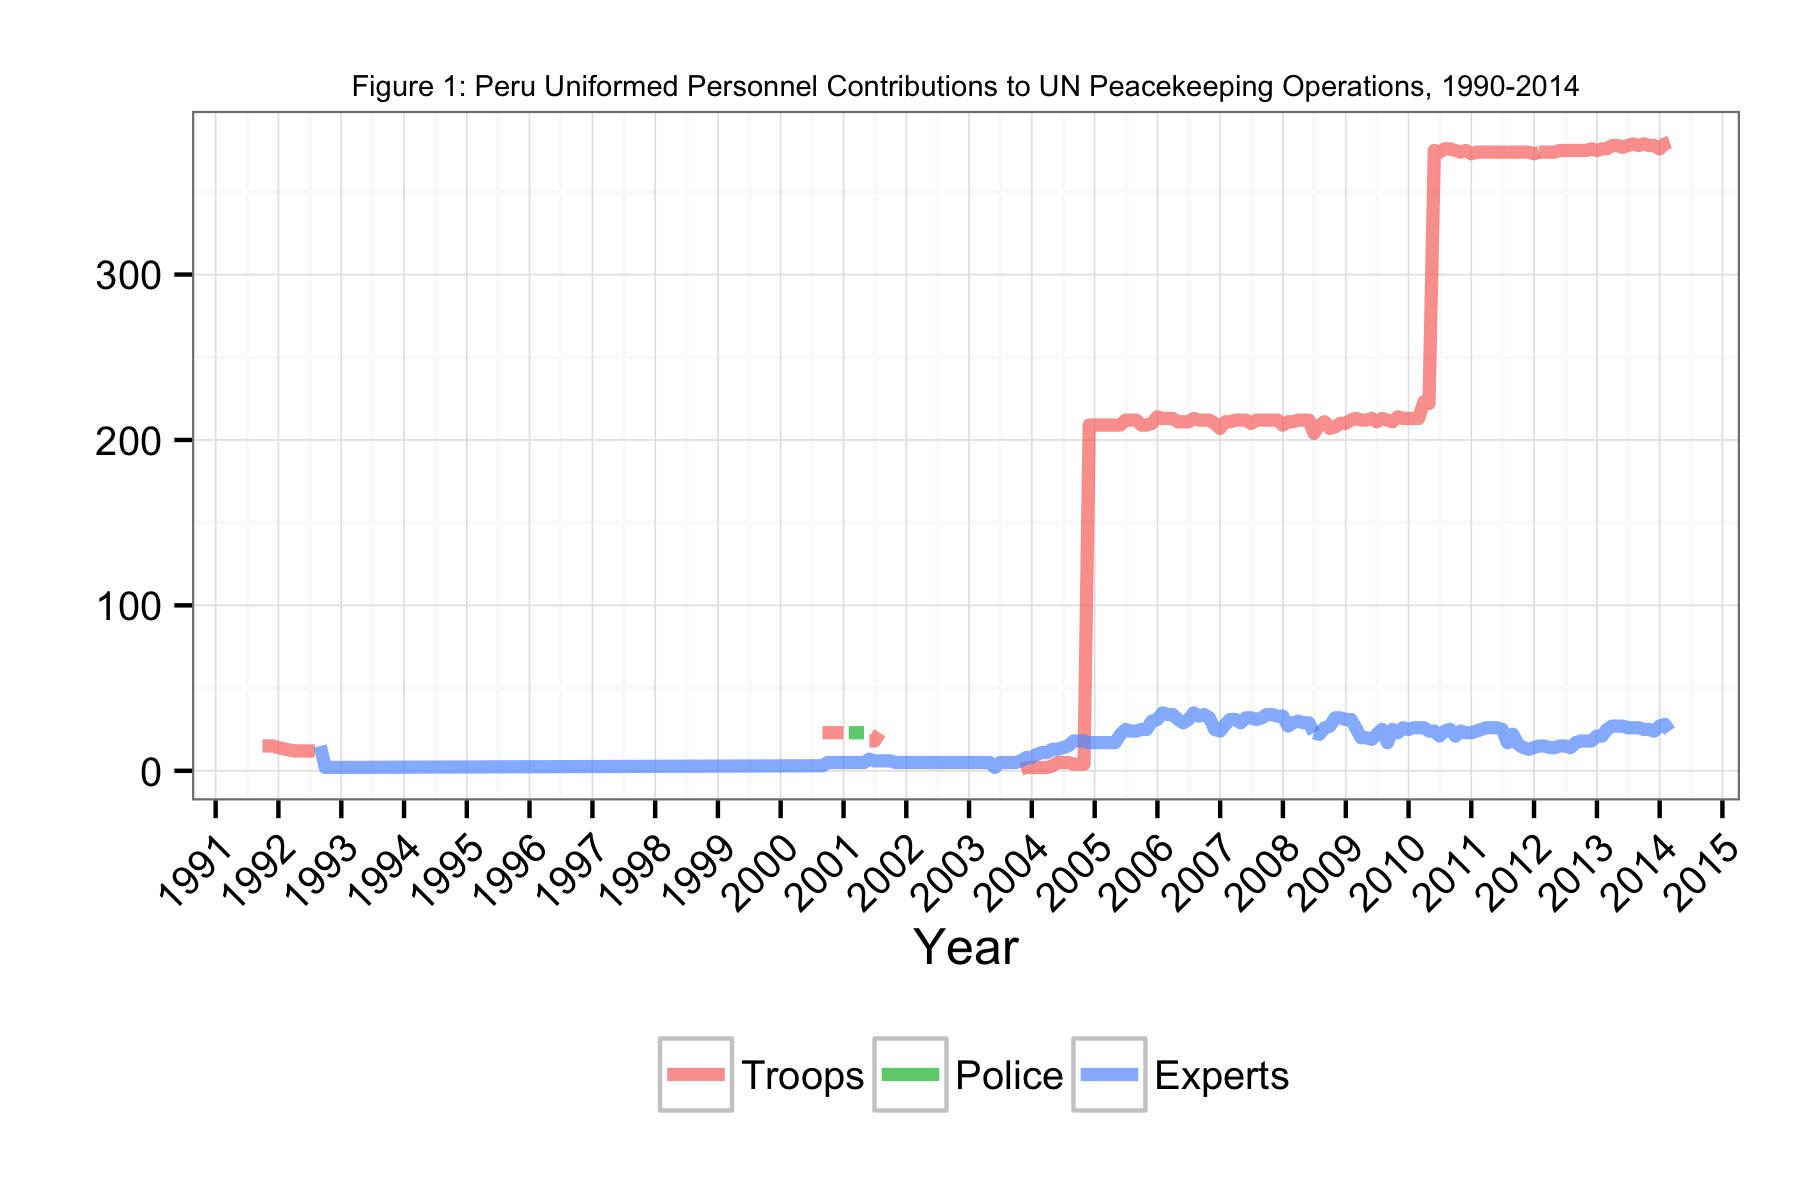 Figure 1: Peru Uniformed Personnel Contributions to UN Peacekeeping Operations, 1990-2014
300
200
100
0
1991 1992 1993 1994 1995 1996 1997 1998 1999 2000 2001 2002 2003 2004 2005 2006 2007 2008 2009 2010 2011 2012 2013 2014 2015
Year
Troops Police Experts